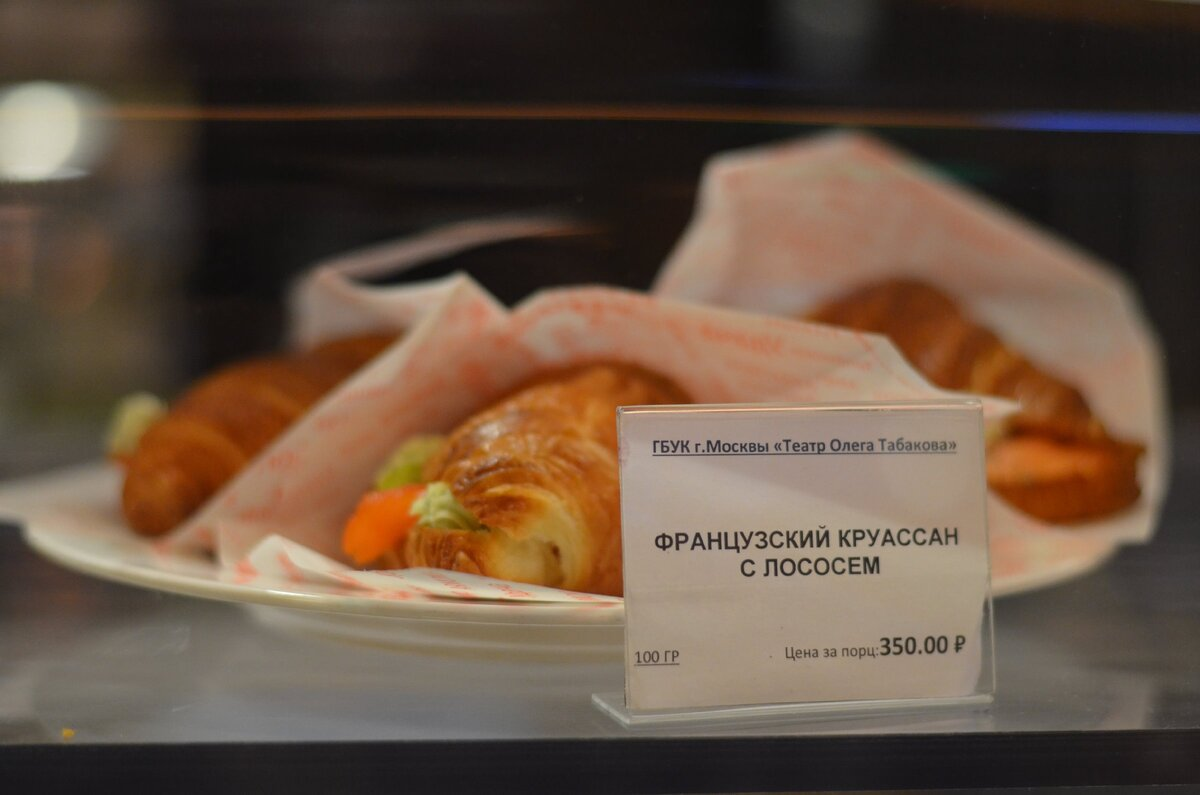 ГБУК г.Москвы «Театр Олега Табакова»
ФРАНЦУЗСКИЙ КРУАССАН
С ЛОСОСЕМ
100 ГР Цена за порц:350.00 ₽